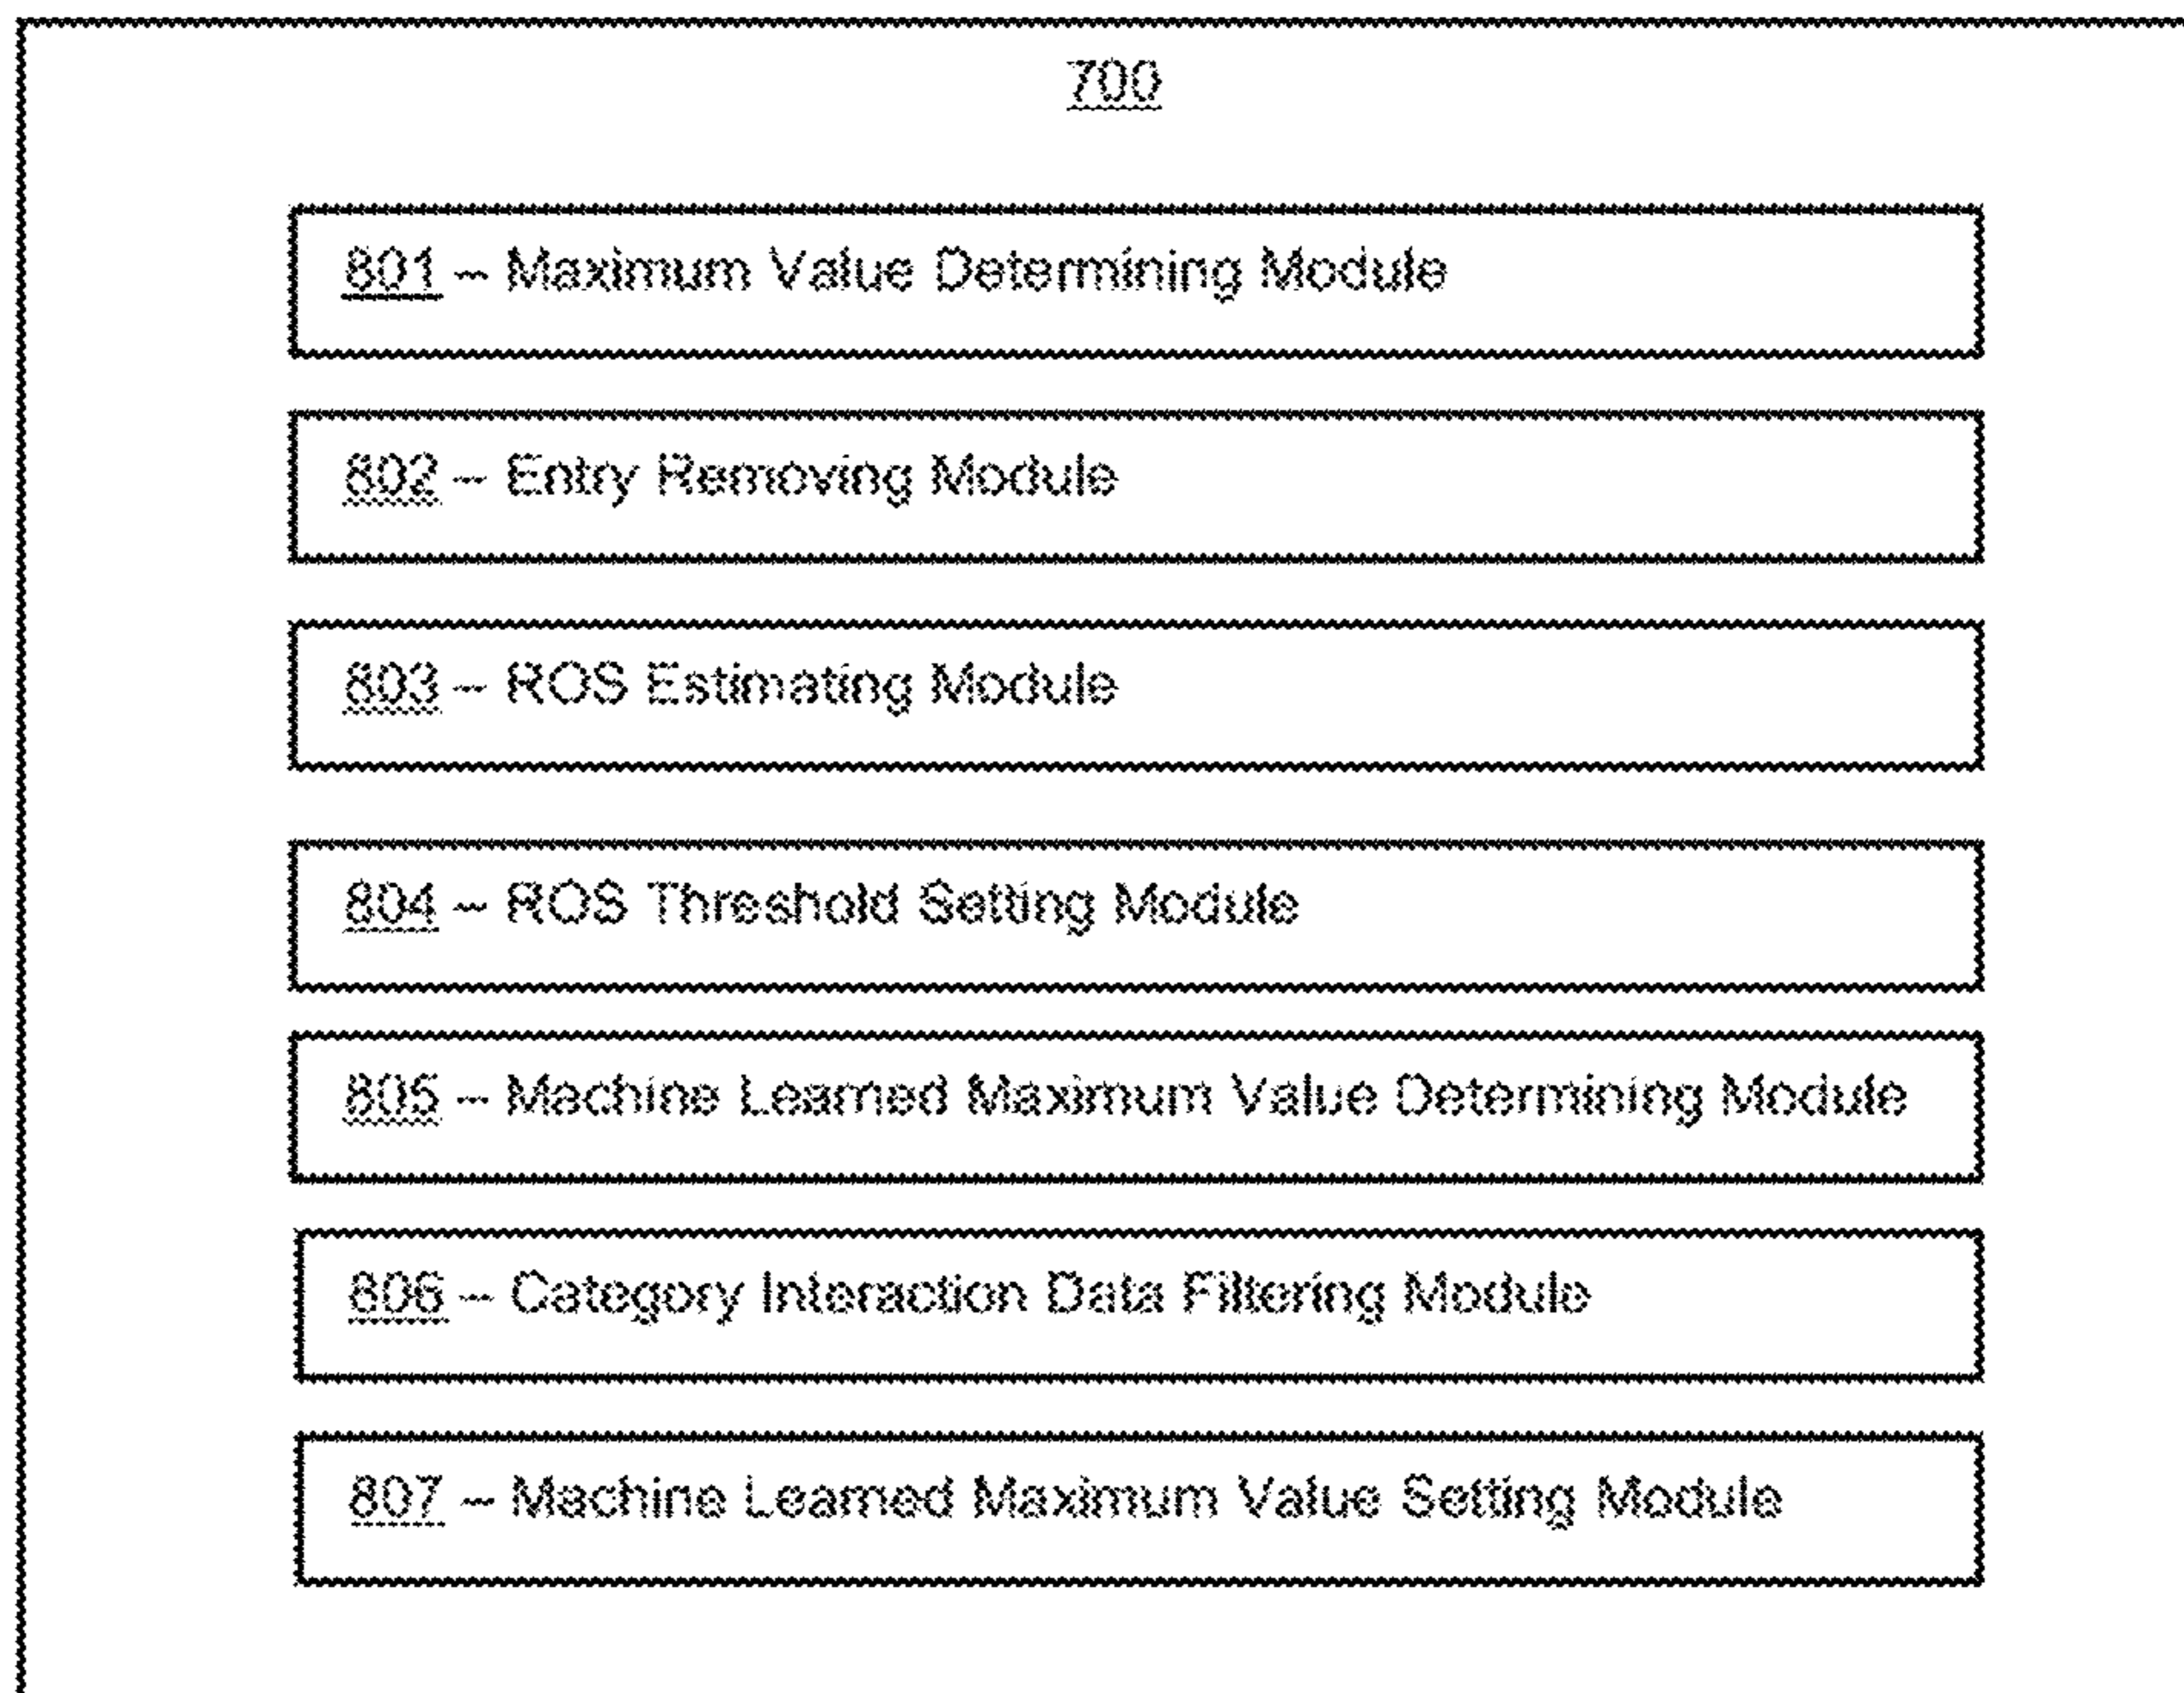 700
801 – Maximum Value Determining Module
802 – Entry Removing Module
803 – ROS Estimating Module
804 – ROS Threshold Setting Module
805 – Machine Learned Maximum Value Determining Module
806 – Category Interaction Data Filtering Module
807 – Machine Learned Maximum Value Setting Module